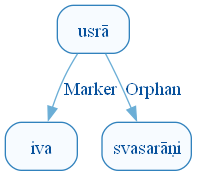 usrā
Marker Orphan
iva svasarāṇi